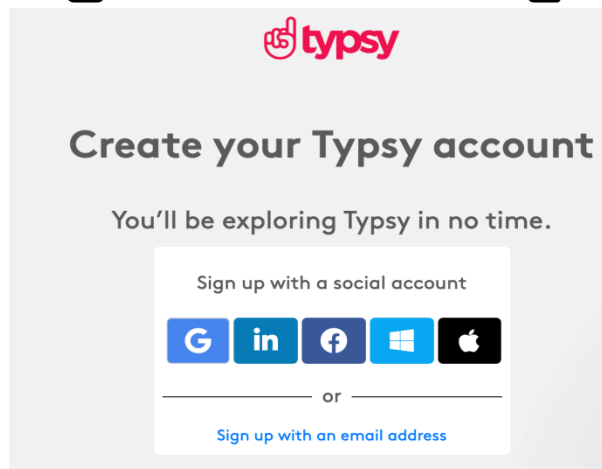 typsy
Create your Typsy account
You'll be exploring Typsy in no time.
Sign up with a social account
G in f
or
Sign up with an email address